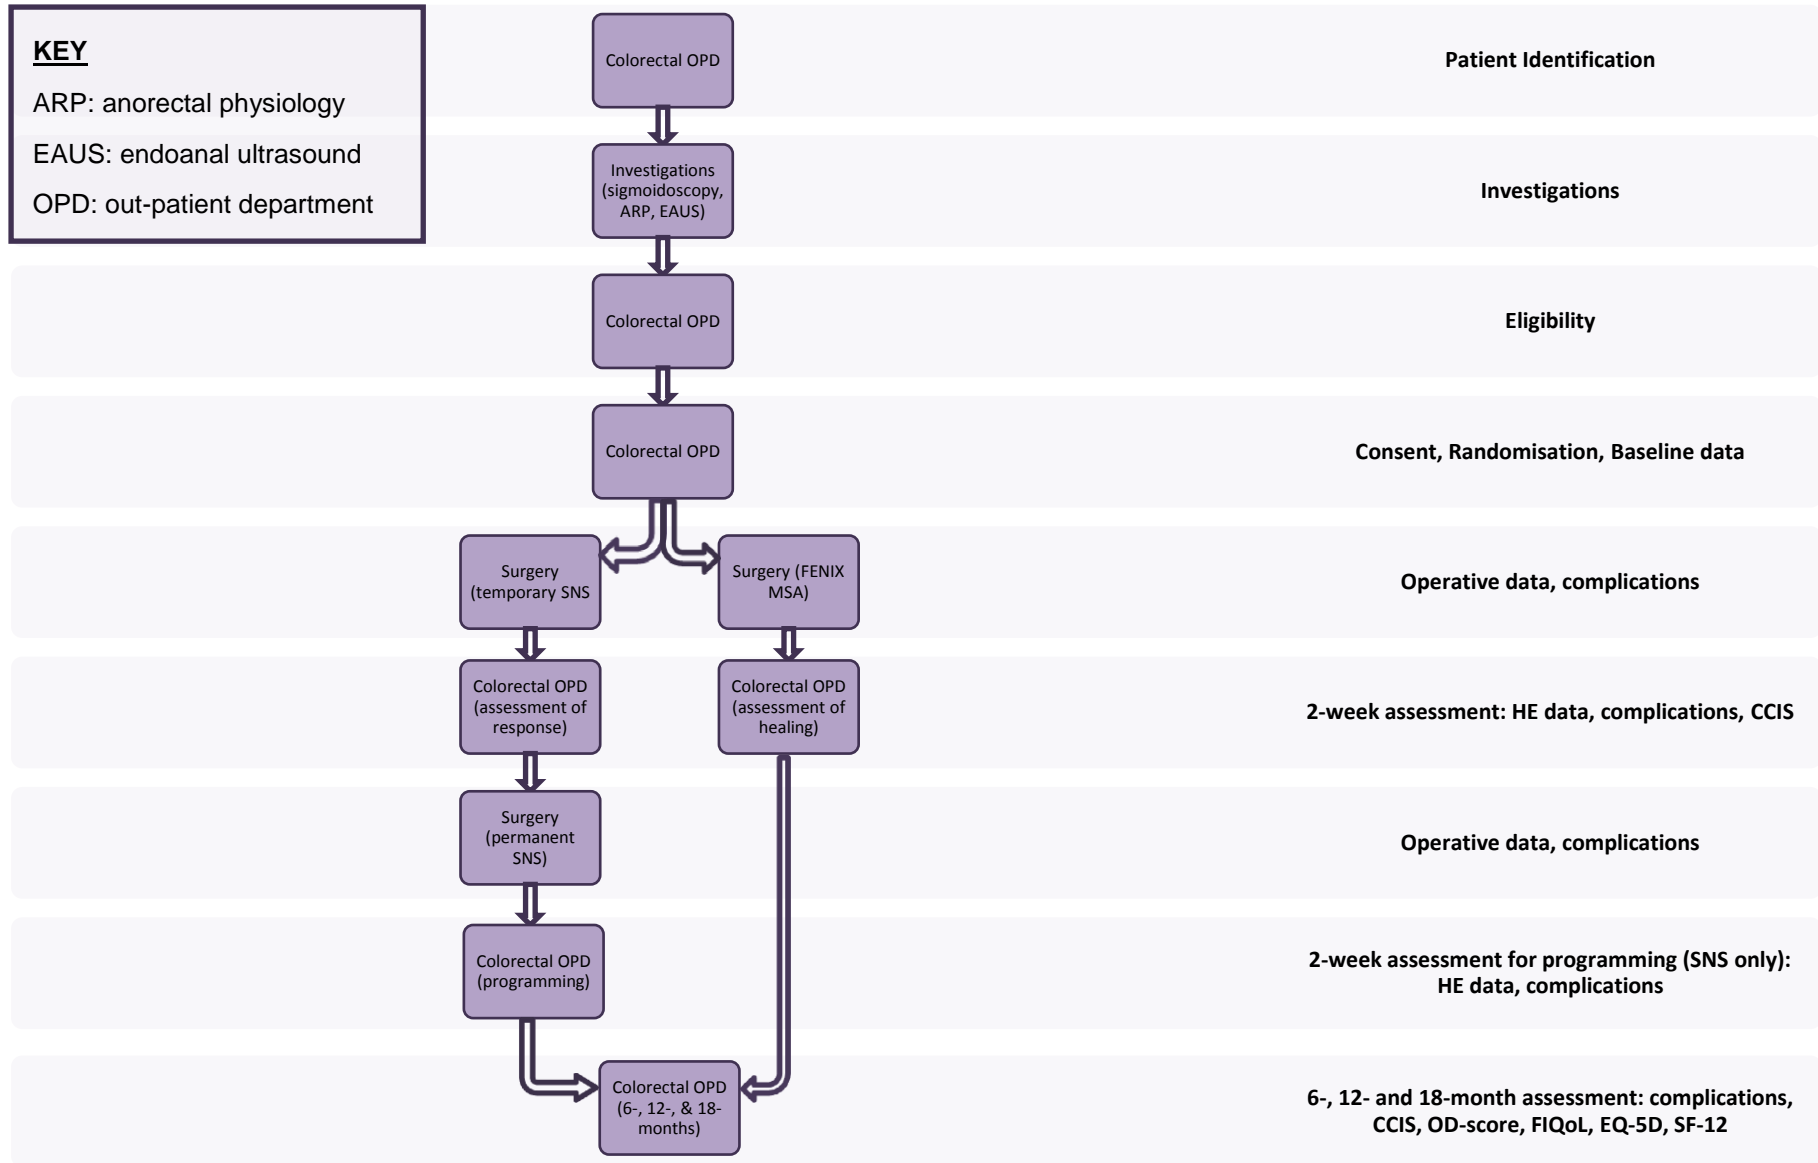 KEY
ARP: anorectal physiology
EAUS: endoanal ultrasound
OPD: out-patient department
Colorectal OPD
Patient Identification
Investigations
(sigmoidoscopy,
ARP, EAUS)
Investigations
Colorectal OPD
Eligibility
Colorectal OPD
Consent, Randomisation, Baseline data
Surgery
(temporary SNS
Surgery (FENIX
MSA)
Operative data, complications
Colorectal OPD
(assessment of
response)
Colorectal OPD
(assessment of
healing)
2-week assessment: HE data, complications, CCIS
Surgery
(permanent
SNS)
Operative data, complications
Colorectal OPD
(programming)
2-week assessment for programming (SNS only):
HE data, complications
Colorectal OPD
(6-, 12-, & 18-
months)
6-, 12- and 18-month assessment: complications,
CCIS, OD-score, FIQoL, EQ-5D, SF-12